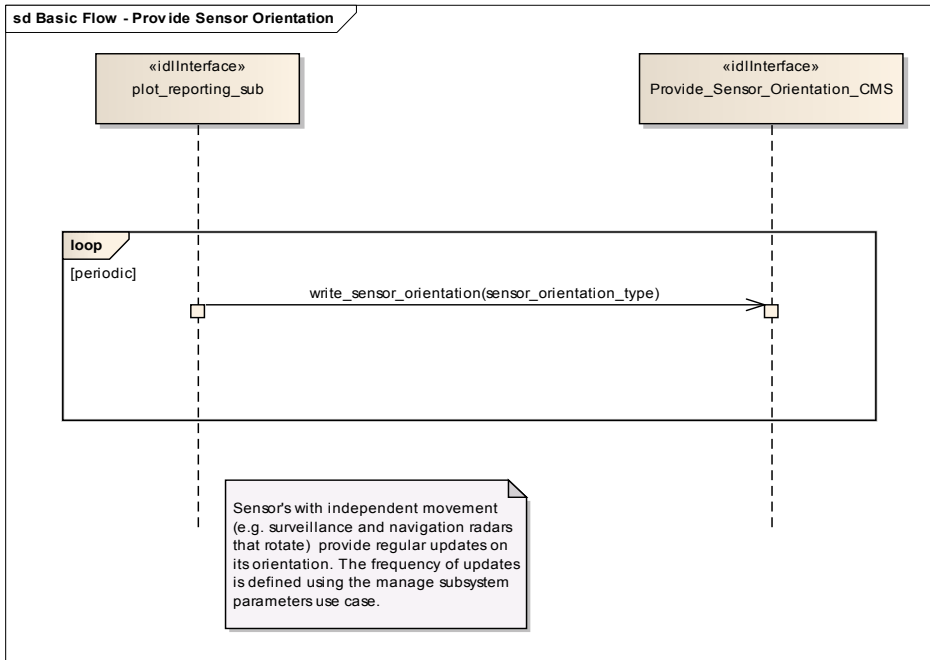 sd Basic Flow - Provide Sensor Orientation
«idlInterface»
plot_reporting_sub
«idlInterface»
Provide_Sensor_Orientation_CMS
loop
[periodic]
write_sensor_orientation(sensor_orientation_type)
Sensor's with independent movement
(e.g. surveillance and navigation radars
that rotate)  provide regular updates on
its orientation. The frequency of updates
is defined using the manage subsystem
parameters use case.